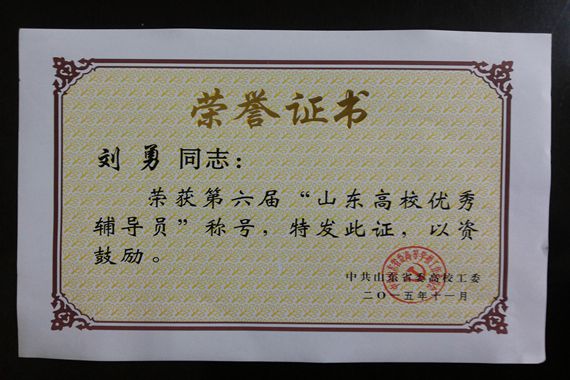 荣誉证书
刘勇同志：
荣获第六届“山东高校优秀
辅导员”称号，特发此证，以资
鼓励。
中共山东省委高校工委
二〇一五年十一月